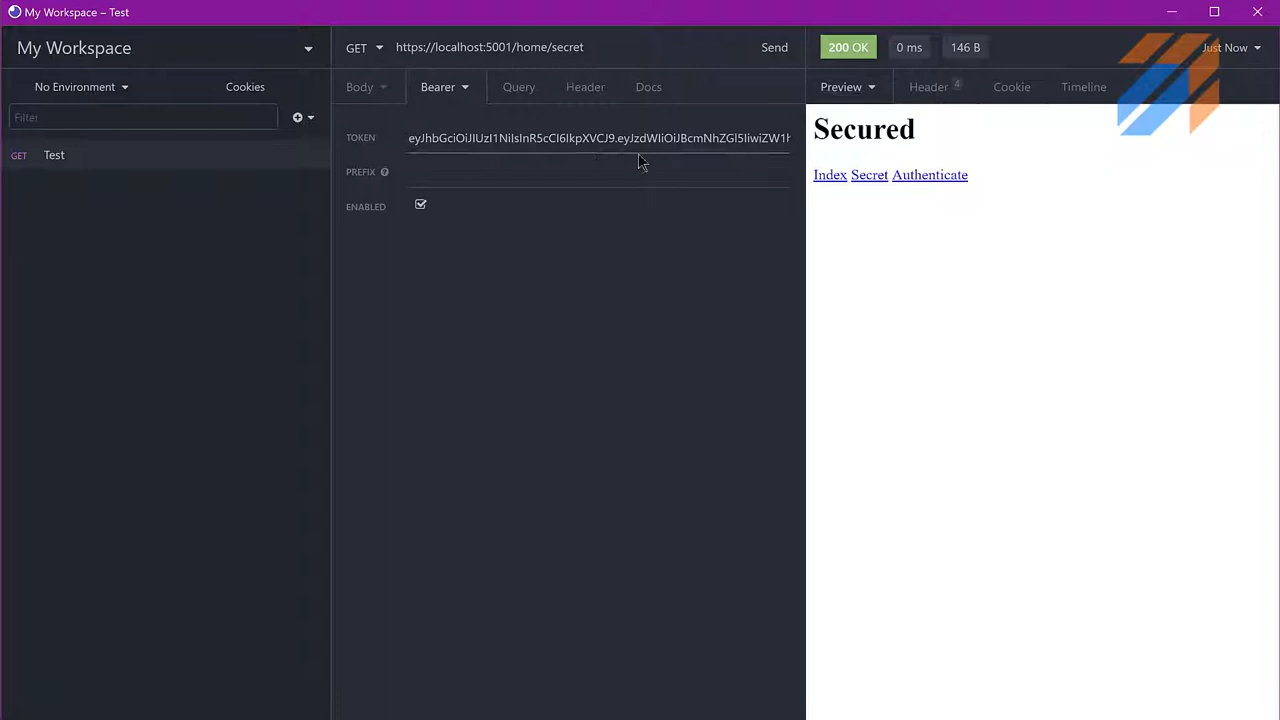 My Workspace – Test
My Workspace
GET https://localhost:5001/home/secret Send
200 OK 0 ms 146 B Just Now
No Environment Cookies
Body Bearer Query Header Docs
Preview Header 4 Cookie Timeline
Filter
TOKEN
PREFIX
ENABLED
GET Test
Secured
Index Secret Authenticate